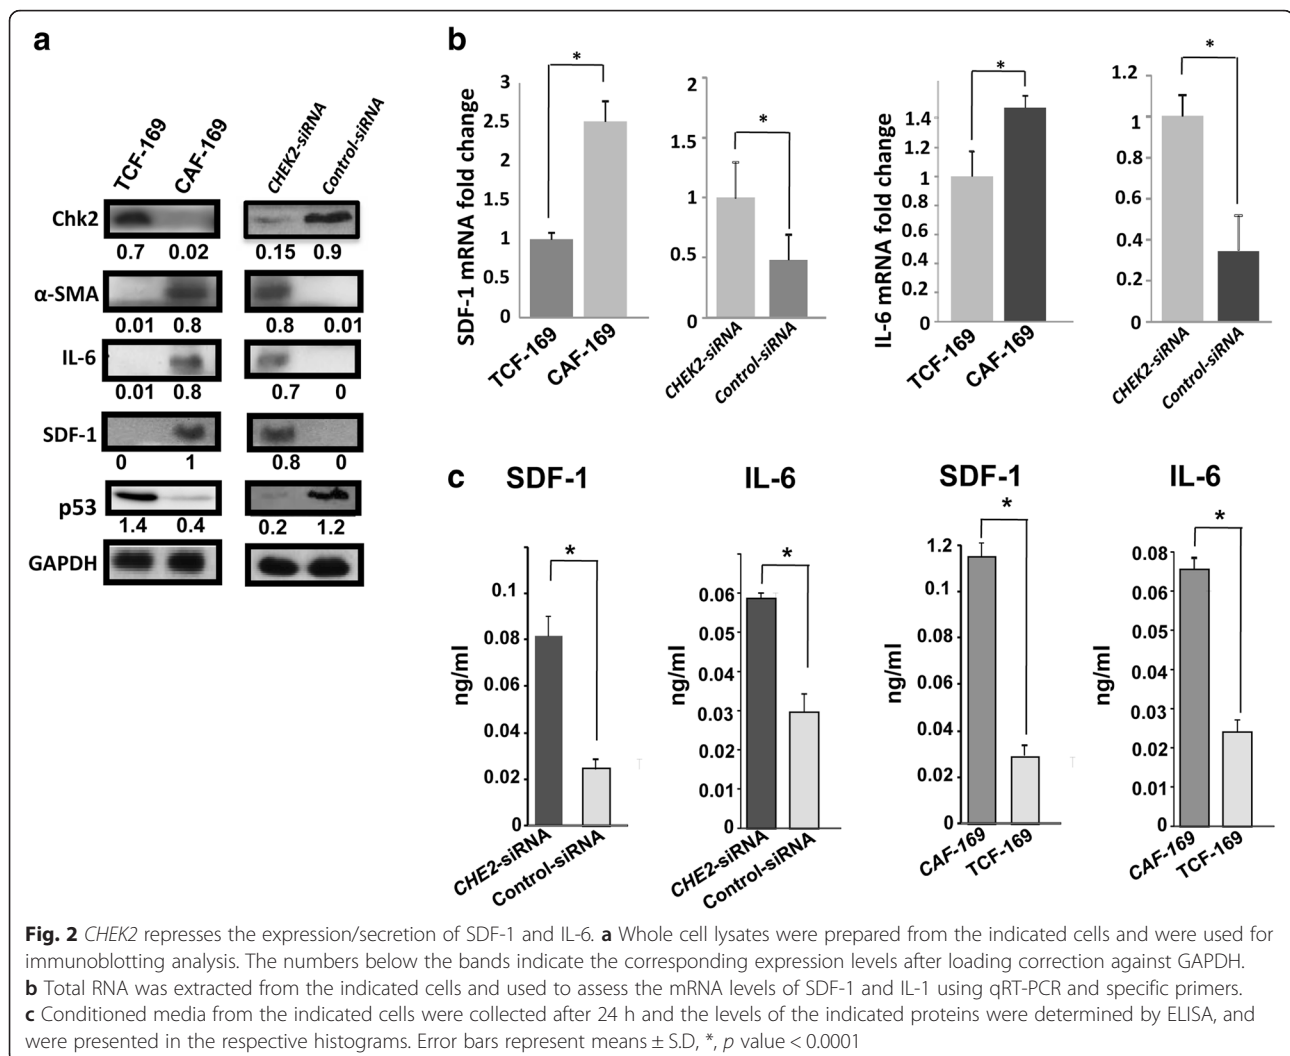 a
TCF-169 CAF-169 CHEK2-siRNA Control-siRNA
Chk2
0.7 0.02 0.15 0.9
α-SMA
0.01 0.8 0.8 0.01
IL-6
0.01 0.8 0.7 0
SDF-1
0 1 0.8 0
p53
1.4 0.4 0.2 1.2
GAPDH
b
SDF-1 mRNA fold change
3
2.5
2
1.5
1
0.5
0
*
TCF-169 CAF-169
2
1.5
1
0.5
0
*
CHEK2-siRNA Control-siRNA
IL-6 mRNA fold change
1.4
1.2
1
0.8
0.6
0.4
0.2
0
*
TCF-169 CAF-169
1.2
1
0.8
0.6
0.4
0.2
0
*
CHEK2-siRNA Control-siRNA
c
SDF-1
ng/ml
0.1
0.08
0.06
0.04
0.02
0
*
CHE2-siRNA Control-siRNA
IL-6
ng/ml
0.06
0.05
0.04
0.03
0.02
0.01
0
*
CHE2-siRNA Control-siRNA
SDF-1
ng/ml
1.2
0.1
0.08
0.06
0.04
0.02
0
*
CAF-169 TCF-169
IL-6
ng/ml
0.08
0.07
0.06
0.05
0.04
0.03
0.02
0.01
0
*
CAF-169 TCF-169
Fig. 2 CHEK2 represses the expression/secretion of SDF-1 and IL-6. a Whole cell lysates were prepared from the indicated cells and were used for
immunoblotting analysis. The numbers below the bands indicate the corresponding expression levels after loading correction against GAPDH.
b Total RNA was extracted from the indicated cells and used to assess the mRNA levels of SDF-1 and IL-1 using qRT-PCR and specific primers.
c Conditioned media from the indicated cells were collected after 24 h and the levels of the indicated proteins were determined by ELISA, and
were presented in the respective histograms. Error bars represent means ± S.D, *, p value < 0.0001